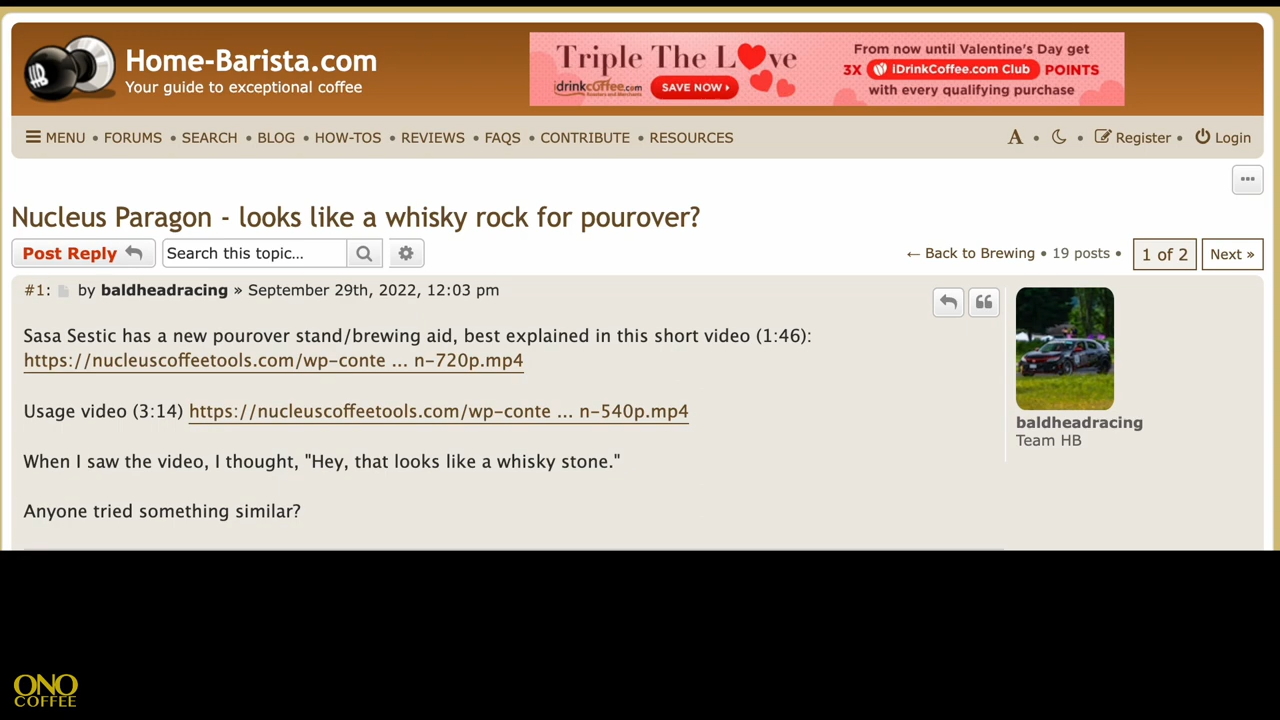 Home-Barista.com
Your guide to exceptional coffee
Triple The Lve
idrinkcoffee.com
SAVE NOW
From now until Valentine's Day get
3X iDrinkCoffee.com Club POINTS
with every qualifying purchase
MENU • FORUMS • SEARCH • BLOG • HOW-TOS • REVIEWS • FAQS • CONTRIBUTE • RESOURCES
A • • Register • Login
Nucleus Paragon - looks like a whisky rock for pourover?
Post Reply Search this topic... ← Back to Brewing • 19 posts • 1 of 2 Next »
#1: by baldheadracing » September 29th, 2022, 12:03 pm
Sasa Sestic has a new pourover stand/brewing aid, best explained in this short video (1:46):
https://nucleuscoffeetools.com/wp-conte ... n-720p.mp4
Usage video (3:14) https://nucleuscoffeetools.com/wp-conte ... n-540p.mp4
When I saw the video, I thought, "Hey, that looks like a whisky stone."
Anyone tried something similar?
baldheadracing
Team HB
ONO
COFFEE